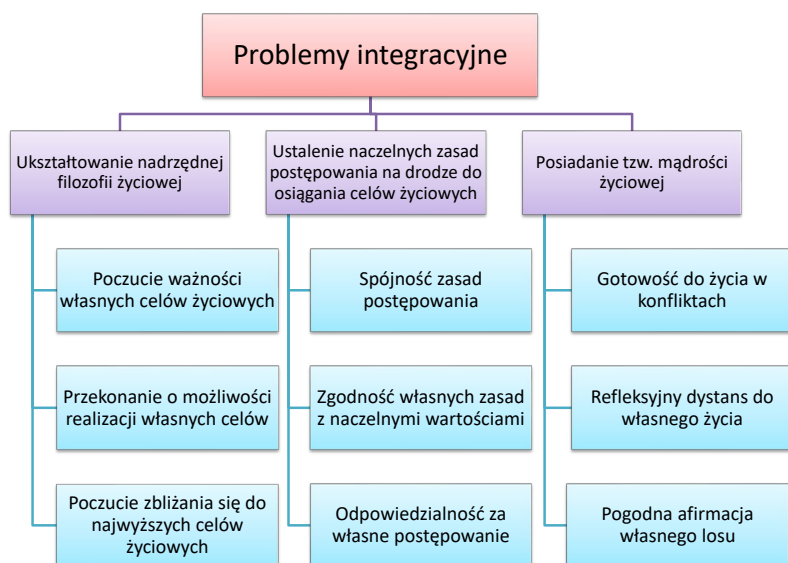 Problemy integracyjne
Ukształtowanie nadrzędnej
filozofii życiowej
Ustalenie naczelnych zasad
postępowania na drodze do
osiągania celów życiowych
Posiadanie tzw. mądrości
życiowej
Poczucie ważności
własnych celów życiowych
Spójność zasad
postępowania
Gotowość do życia w
konfliktach
Przekonanie o możliwości
realizacji własnych celów
Zgodność własnych zasad
z naczelnymi wartościami
Refleksyjny dystans do
własnego życia
Poczucie zbliżania się do
najwyższych celów
życiowych
Odpowiedzialność za
własne postępowanie
Pogodna afirmacja
własnego losu